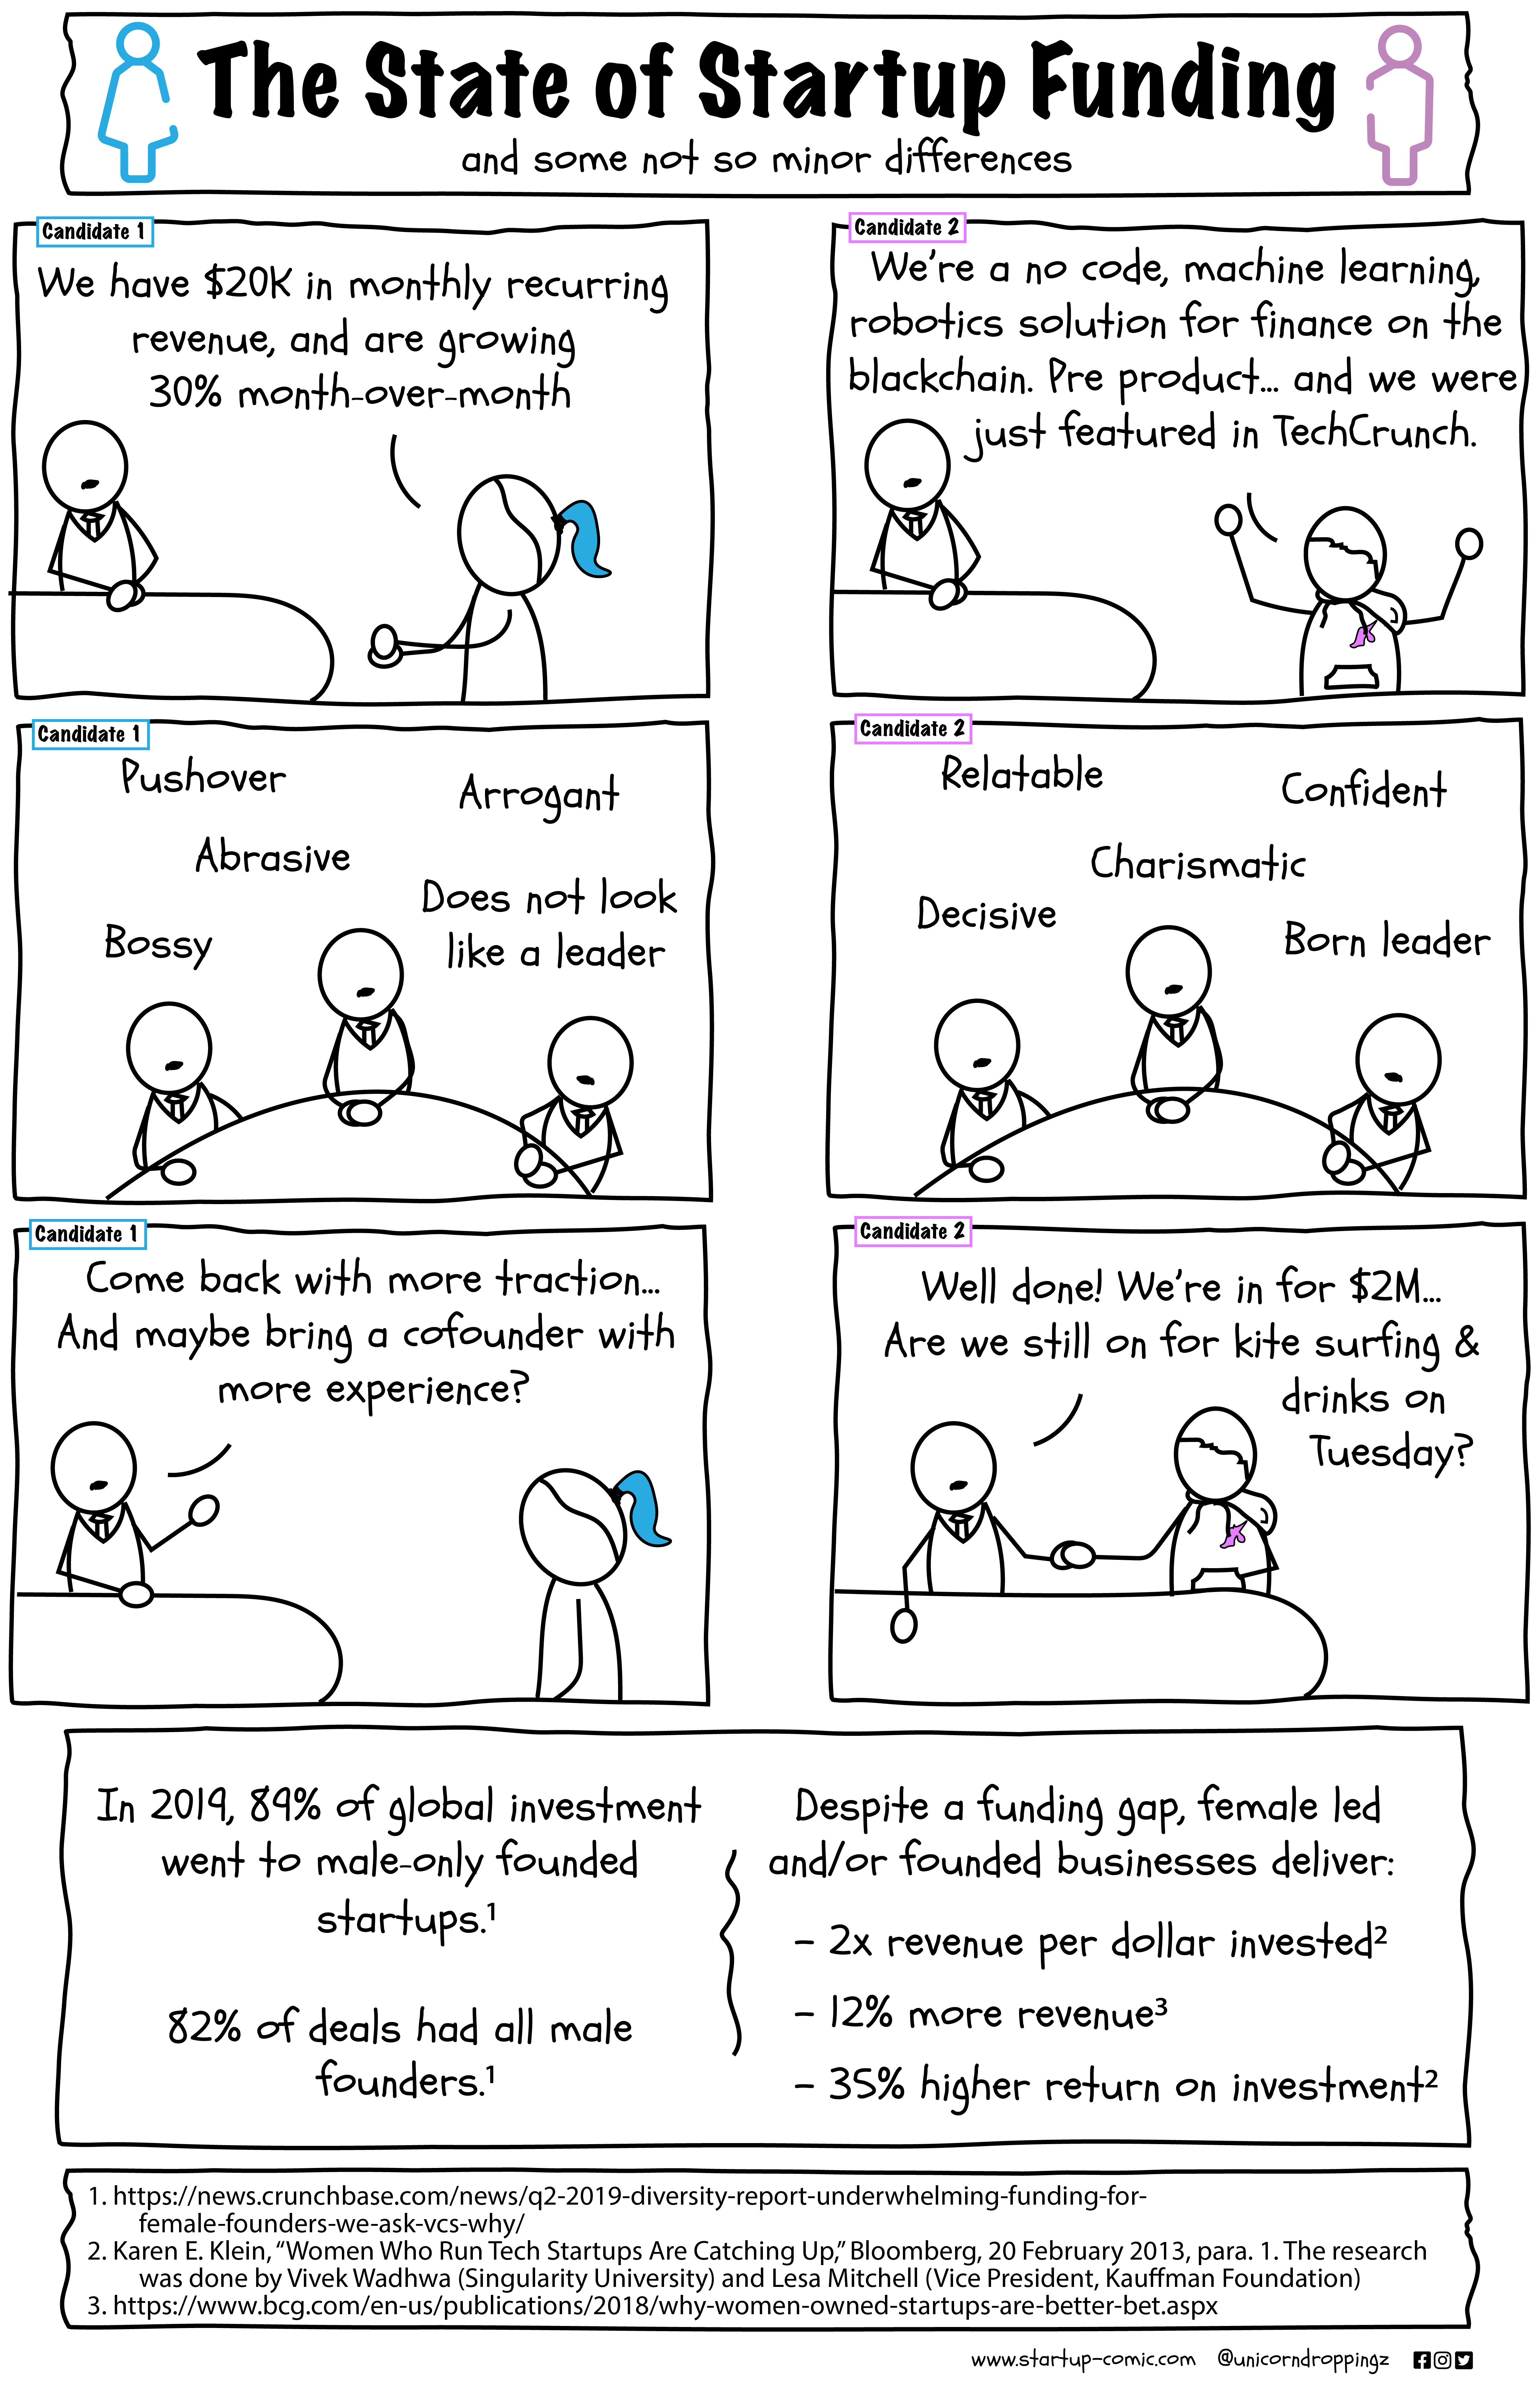 The State of Startup Funding
and some not so minor differences
Candidate 1
We have $20K in monthly recurring
revenue, and are growing
30% month-over-month
Candidate 2
We're a no code, machine learning,
robotics solution for finance on the
blackchain. Pre product... and we were
just featured in TechCrunch.
Candidate 1
Pushover
Arrogant
Abrasive
Does not look
like a leader
Bossy
Candidate 2
Relatable
Confident
Charismatic
Decisive
Born leader
Candidate 1
Come back with more traction...
And maybe bring a cofounder with
more experience?
Candidate 2
Well done! We're in for $2M...
Are we still on for kite surfing &
drinks on
Tuesday?
In 2019, 89% of global investment
went to male-only founded
startups.¹
82% of deals had all male
founders.¹
Despite a funding gap, female led
and/or founded businesses deliver:
- 2x revenue per dollar invested²
- 12% more revenue³
- 35% higher return on investment²
1. https://news.crunchbase.com/news/q2-2019-diversity-report-underwhelming-funding-for-
female-founders-we-ask-vcs-why/
2. Karen E. Klein, “Women Who Run Tech Startups Are Catching Up,” Bloomberg, 20 February 2013, para. 1. The research
was done by Vivek Wadhwa (Singularity University) and Lesa Mitchell (Vice President, Kauffman Foundation)
3. https://www.bcg.com/en-us/publications/2018/why-women-owned-startups-are-better-bet.aspx
www.startup-comic.com @unicorndroppingz